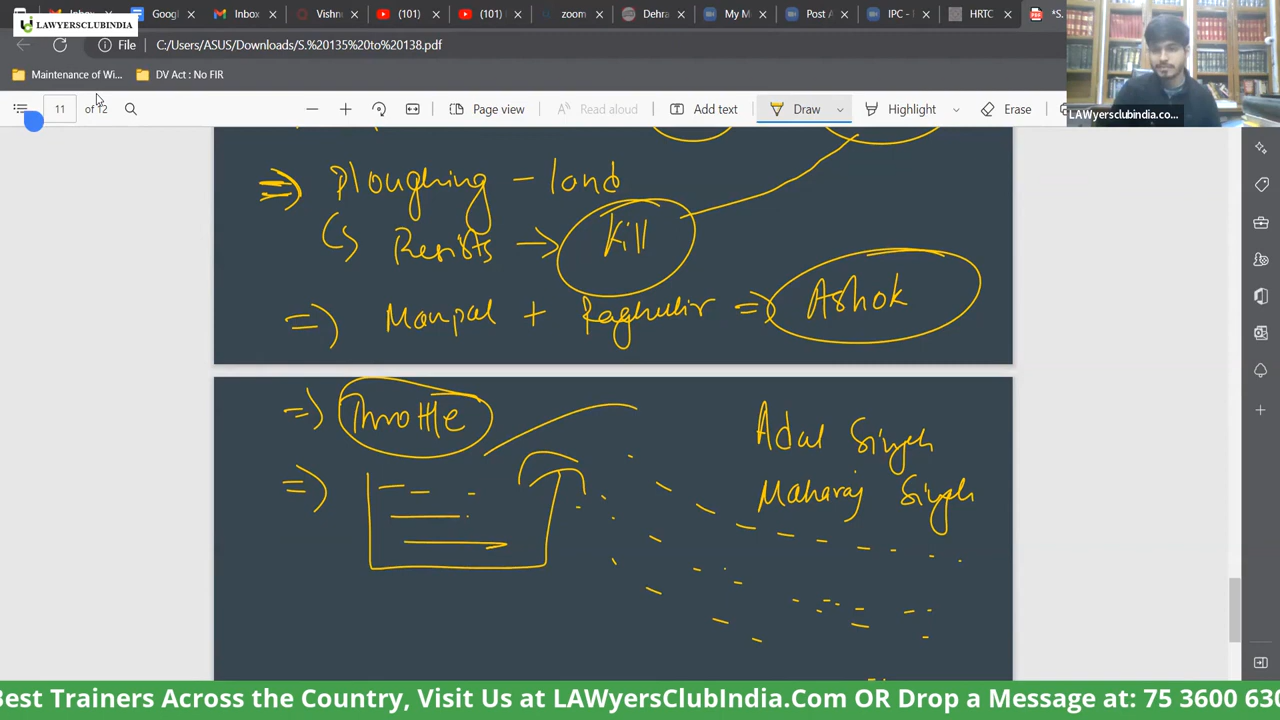 LAWYERSCLUBINDIA
Inbox
Googl
Inbox
Vishn
(101)
(101)
zoom
Dehra
My M
Post
IPC - I
HRTC
*S.
File C:/Users/ASUS/Downloads/S.%20135%20to%20138.pdf
Maintenance of Wi... DV Act : No FIR
11 of 12 Page view Read aloud Add text Draw Highlight Erase
LAWyersclubindia.co...
⇒ Ploughing - land
Resists → Kill
⇒ Manpal + Raghubir ⇒ Ashok
⇒ Throttle
Adal Singh
⇒
Maharaj Singh
Best Trainers Across the Country, Visit Us at LAWyersClubIndia.Com OR Drop a Message at: 75 3600 630